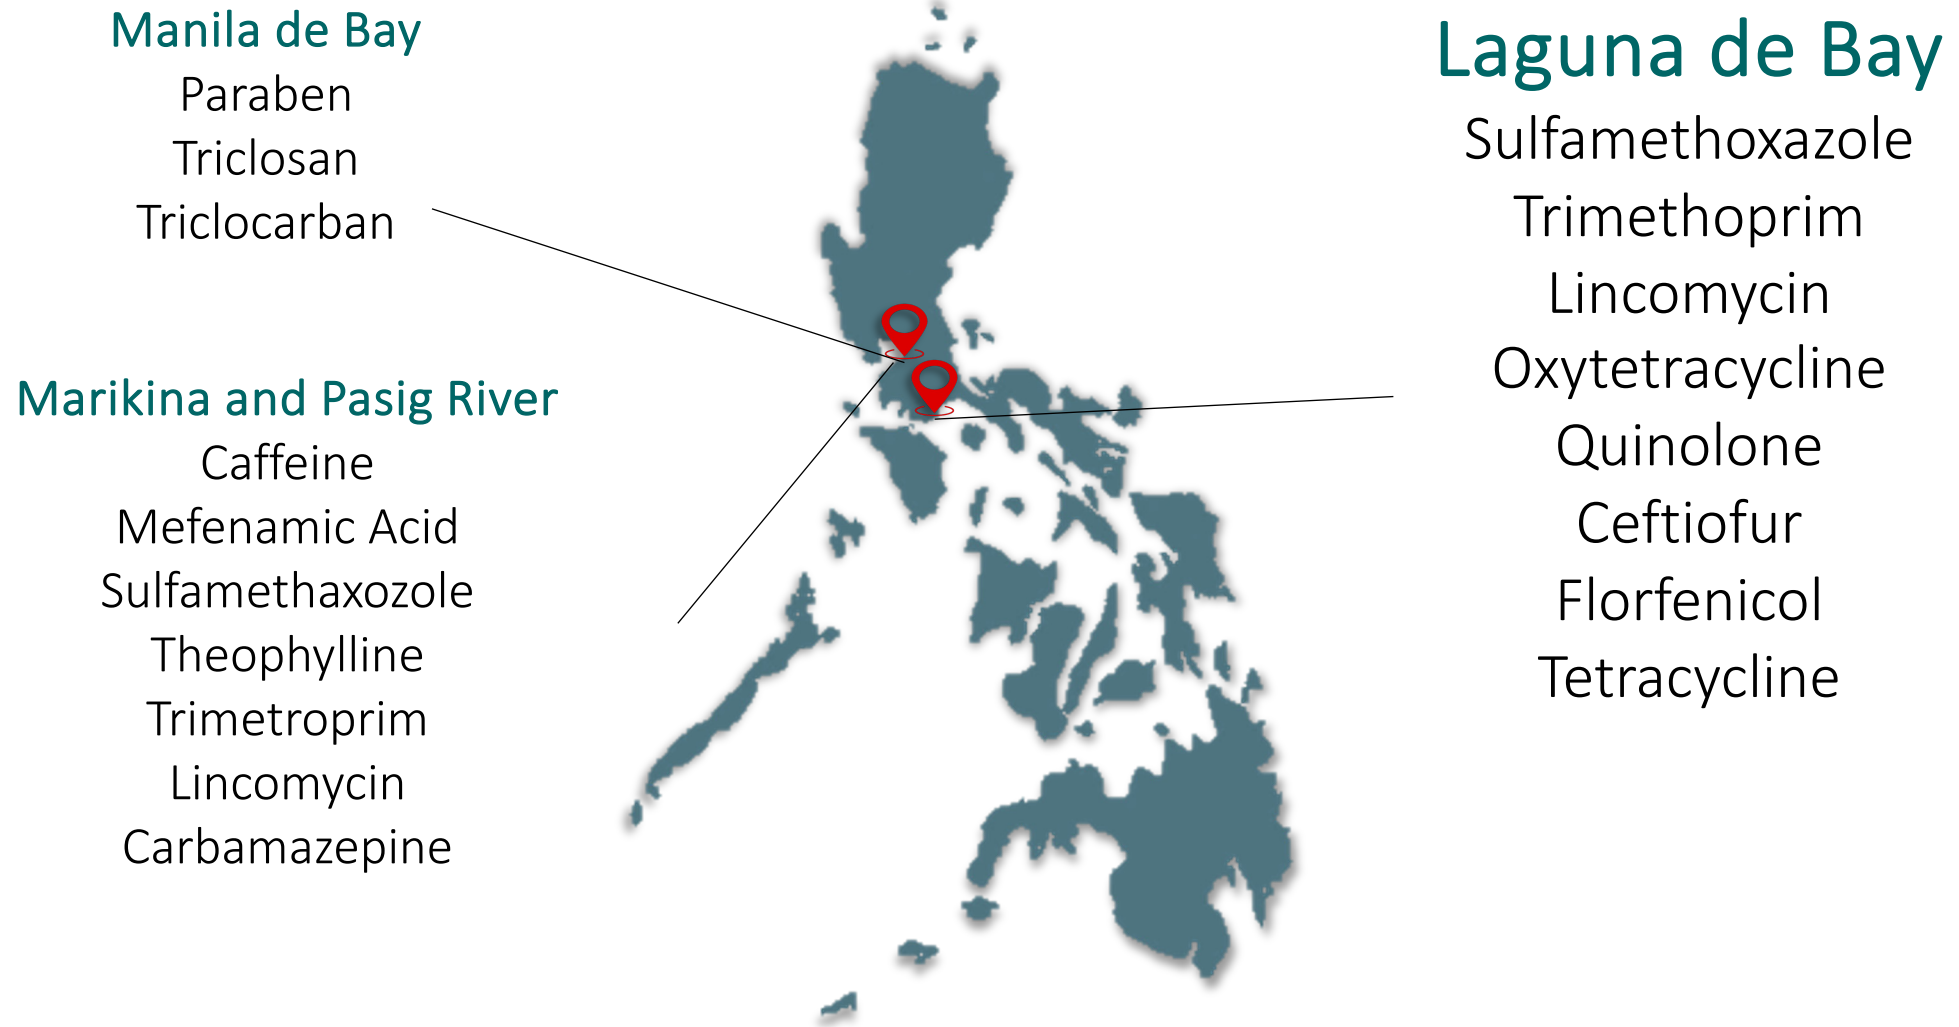 Manila de Bay
Paraben
Triclosan
Triclocarban
Marikina and Pasig River
Caffeine
Mefenamic Acid
Sulfamethaxozole
Theophylline
Trimetroprim
Lincomycin
Carbamazepine
Laguna de Bay
Sulfamethoxazole
Trimethoprim
Lincomycin
Oxytetracycline
Quinolone
Ceftiofur
Florfenicol
Tetracycline